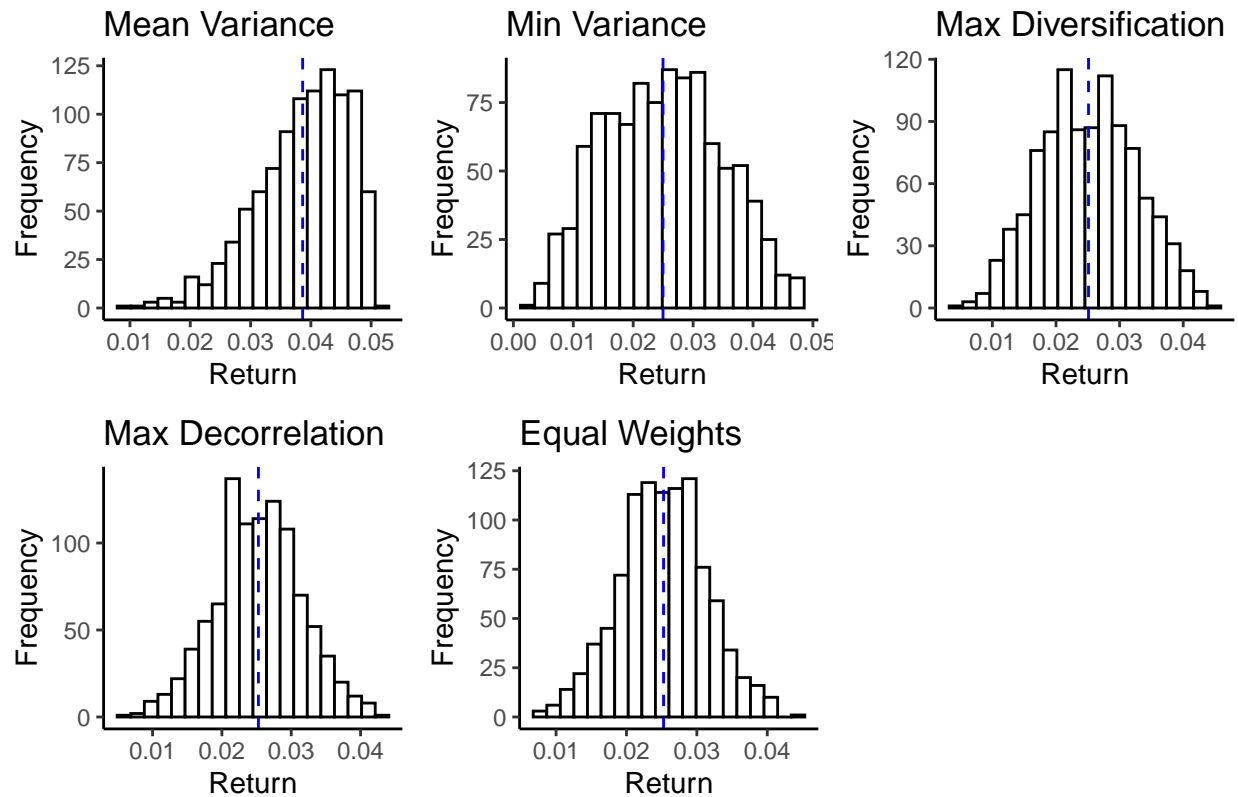 Mean Variance
Frequency
125
100
75
50
25
0
0.01 0.02 0.03 0.04 0.05
Return
Min Variance
Frequency
75
50
25
0
0.00 0.01 0.02 0.03 0.04 0.05
Return
Max Diversification
Frequency
120
90
60
30
0
0.01 0.02 0.03 0.04
Return
Max Decorrelation
Frequency
100
50
0
0.01 0.02 0.03 0.04
Return
Equal Weights
Frequency
125
100
75
50
25
0
0.01 0.02 0.03 0.04
Return